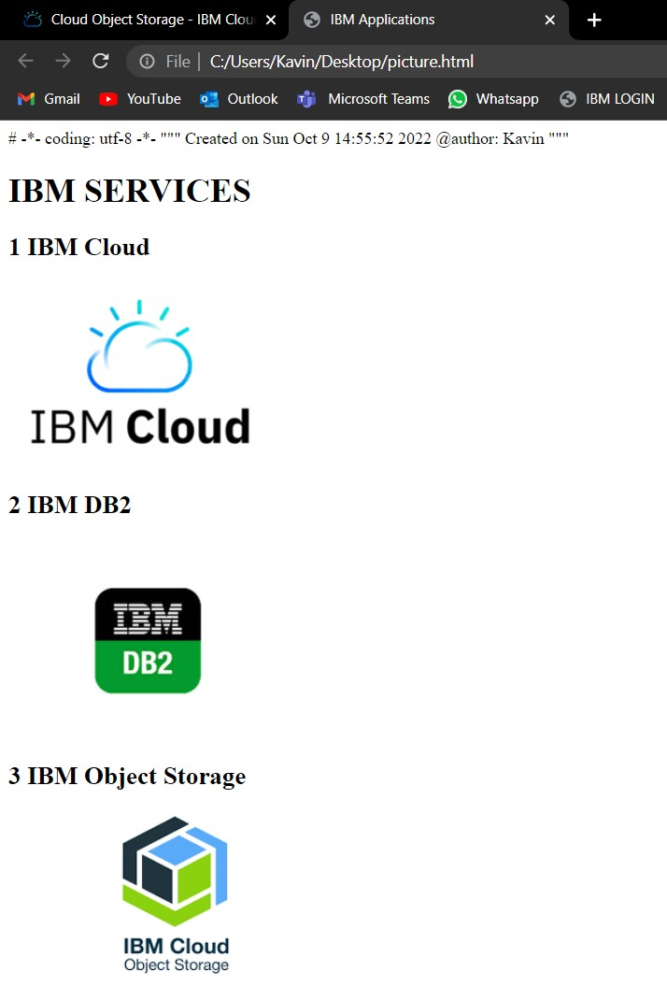 Cloud Object Storage - IBM Clou
IBM Applications
File | C:/Users/Kavin/Desktop/picture.html
Gmail
YouTube
Outlook
Microsoft Teams
Whatsapp
IBM LOGIN
# -*- coding: utf-8 -*- """ Created on Sun Oct 9 14:55:52 2022 @author: Kavin """
IBM SERVICES
1 IBM Cloud
IBM Cloud
2 IBM DB2
IBM
DB2
3 IBM Object Storage
IBM Cloud
Object Storage